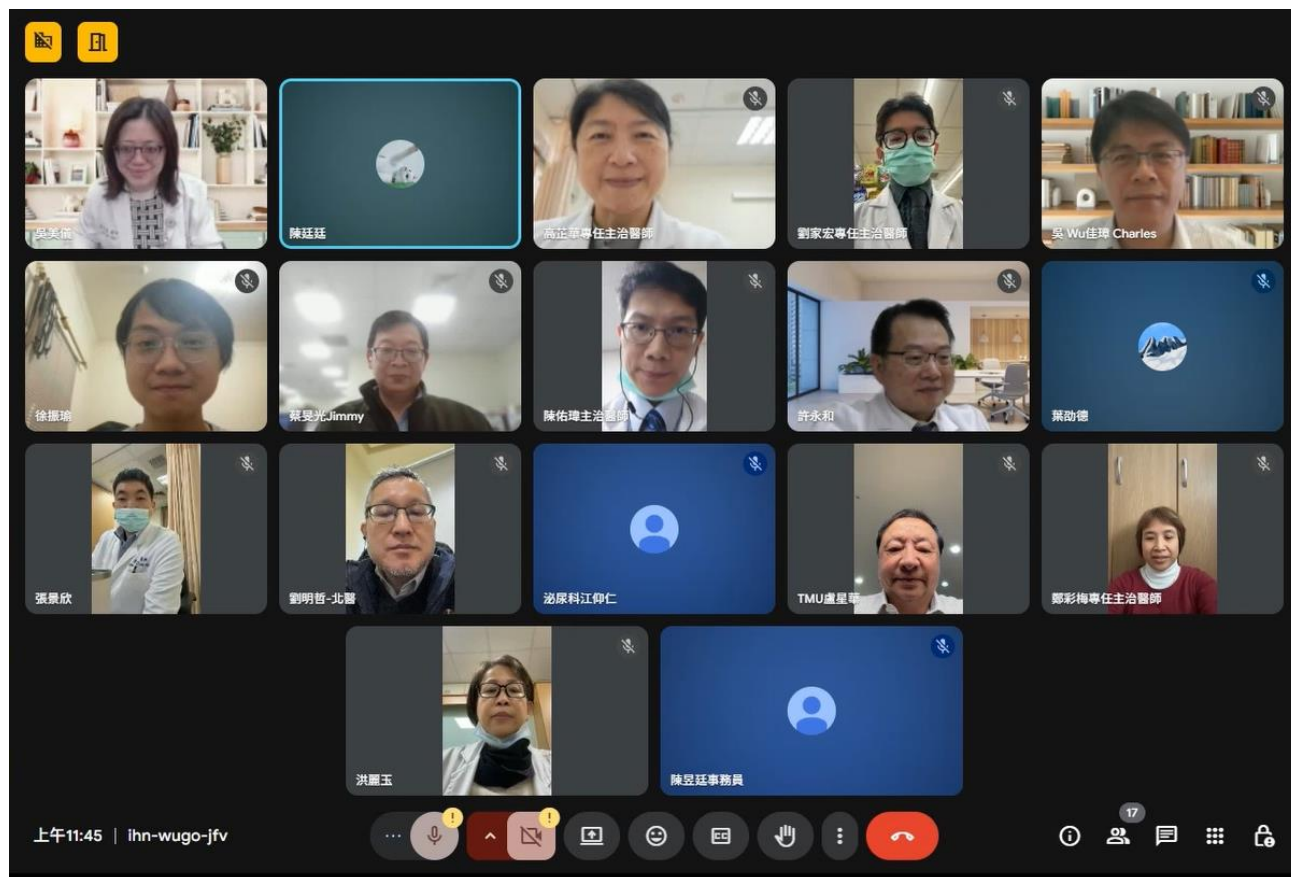 吳美儀
陳廷廷
高芷華專任主治醫師
劉家宏專任主治醫師
吳 Wu佳璋 Charles
徐振瑜
蔡旻光Jimmy
陳佑瑋主治醫師
許永和
葉劭德
張景欣
劉明哲-北醫
泌尿科江仰仁
TMU盧星華
鄭彩梅專任主治醫師
洪麗玉
陳昱廷事務員
上午11:45 | ihn-wugo-jfv
17